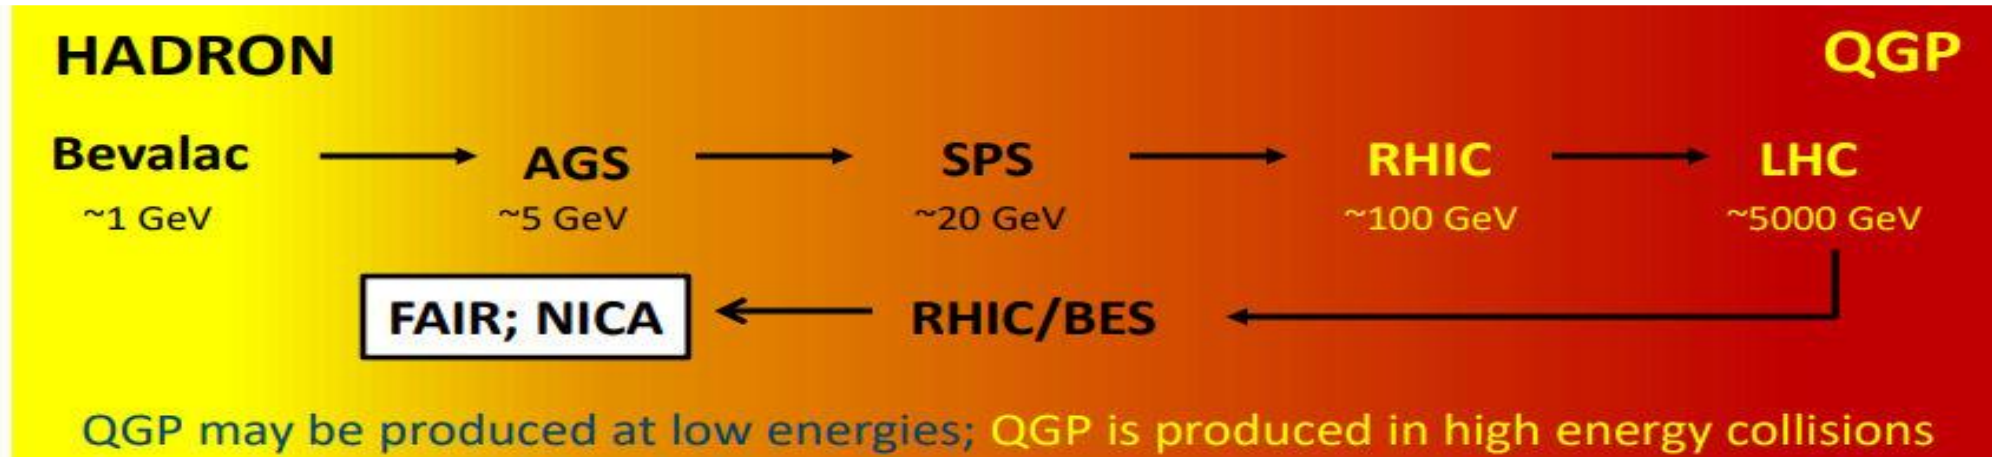 HADRON QGP
Bevalac AGS SPS RHIC LHC
~1 GeV ~5 GeV ~20 GeV ~100 GeV ~5000 GeV
FAIR; NICA RHIC/BES
QGP may be produced at low energies; QGP is produced in high energy collisions